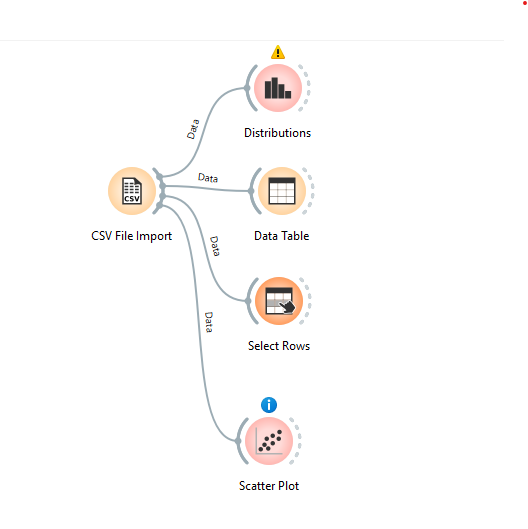 Distributions
Data
Data
CSV
CSV File Import
Data Table
Data
Select Rows
Data
i
Scatter Plot